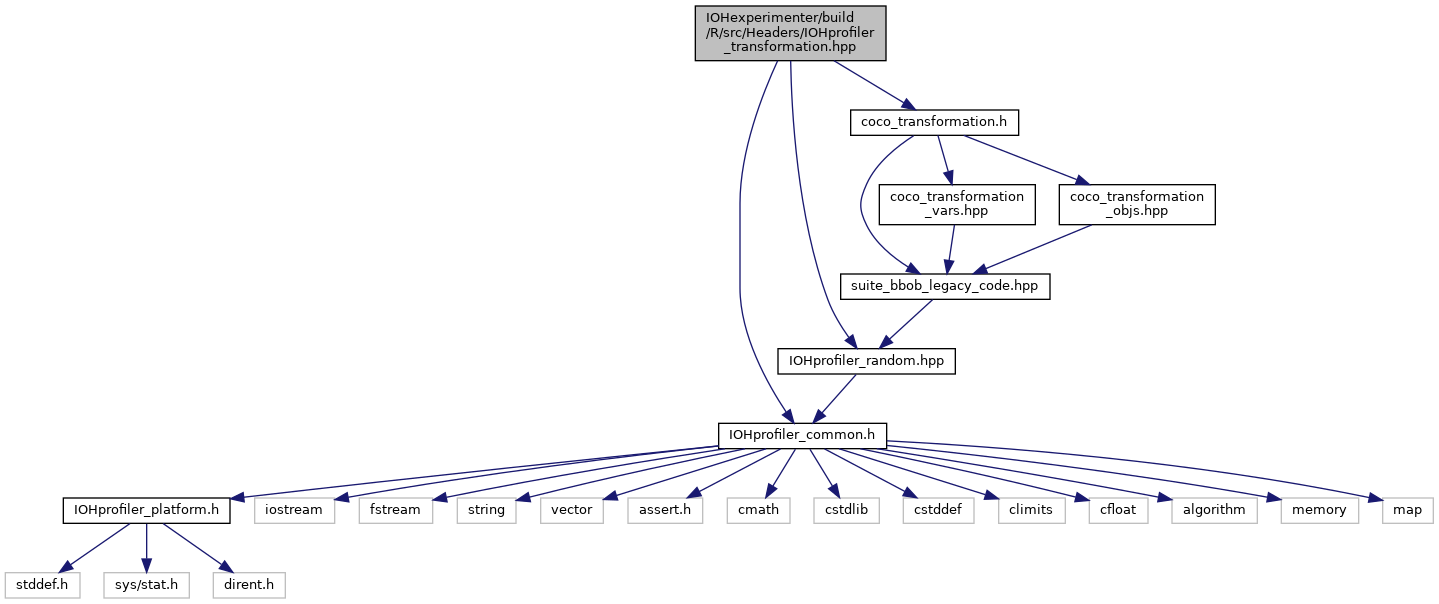 IOHexperimenter/build
/R/src/Headers/IOHprofiler
_transformation.hpp
coco_transformation.h
coco_transformation
_vars.hpp
coco_transformation
_objs.hpp
suite_bbob_legacy_code.hpp
IOHprofiler_random.hpp
IOHprofiler_common.h
IOHprofiler_platform.h
iostream
fstream
string
vector
assert.h
cmath
cstdlib
cstddef
climits
cfloat
algorithm
memory
map
stddef.h
sys/stat.h
dirent.h